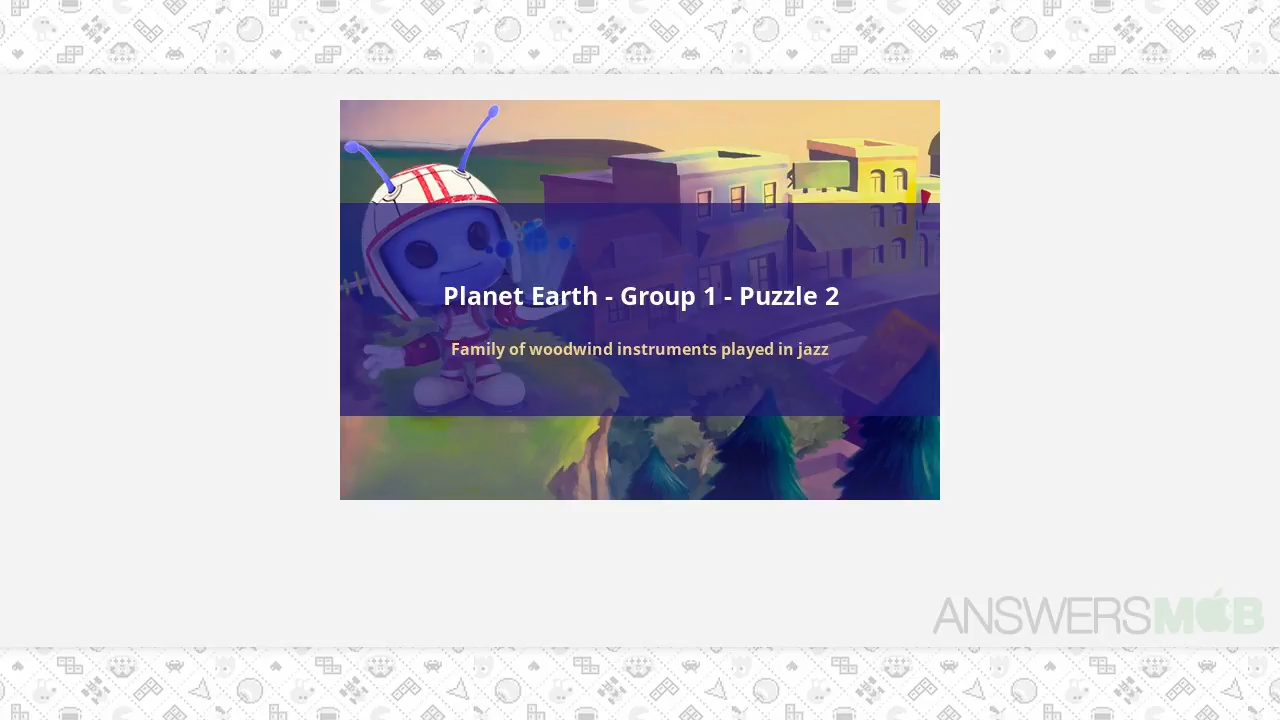 Planet Earth - Group 1 - Puzzle 2
Family of woodwind instruments played in jazz
ANSWERSMOB